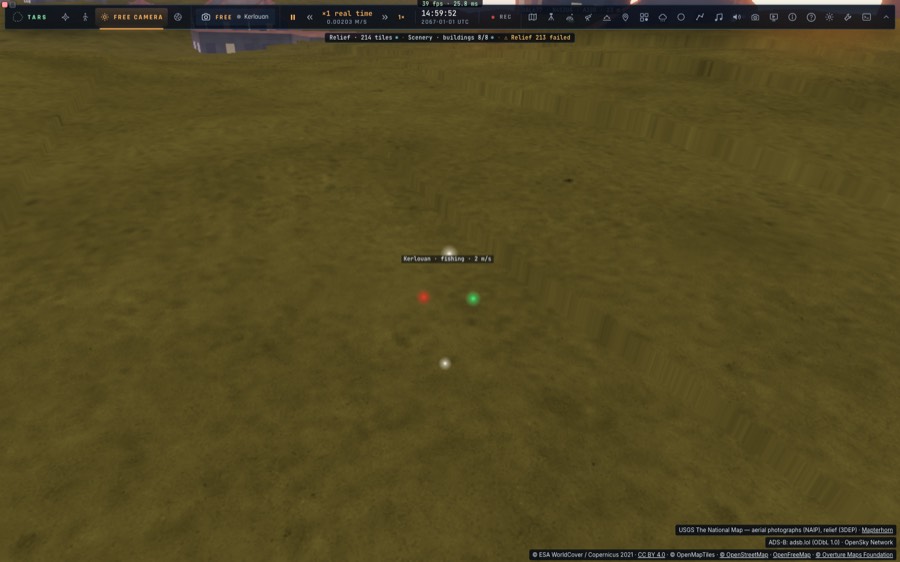 39 fps · 25.8 ms
TARS
FREE CAMERA
FREE
Kerlouan
×1 real time
0.00203 M/S
1×
14:59:52
2067-01-01 UTC
REC
Relief · 214 tiles · Scenery · buildings 8/8 · ⚠ Relief 213 failed
Kerlouan · fishing · 2 m/s
USGS The National Map — aerial photographs (NAIP), relief (3DEP) · Mapterhorn
ADS-B: adsb.lol (ODbL 1.0) · OpenSky Network
© ESA WorldCover / Copernicus 2021 · CC BY 4.0 · © OpenMapTiles · © OpenStreetMap · OpenFreeMap · © Overture Maps Foundation